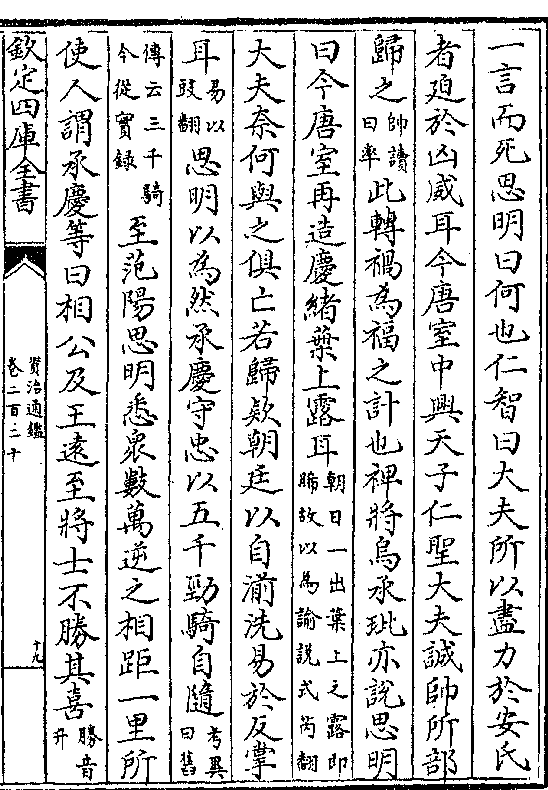 一言而死思明曰何也仁智曰大夫所以盡力於安氏
者廹於凶威耳今唐室中興天子仁聖大夫誠帥所部
歸之帥讀曰率此轉禍為福之計也裨將烏承玼亦說思明
曰今唐室再造慶緒葉上露耳朝日一出葉上之露即晞故以為諭説式芮翻
大夫奈何與之俱亡若歸欵朝廷以自湔洗易於反掌
耳易以豉翻思明以為然承慶守忠以五千勁騎自隨考異曰舊
傳云三千騎今從實録至范陽思明悉衆數萬逆之相距一里所
使人謂承慶等曰相公及王遠至將士不勝其喜勝音升
欽定四庫全書
資治通鑑
卷二百二十
十九